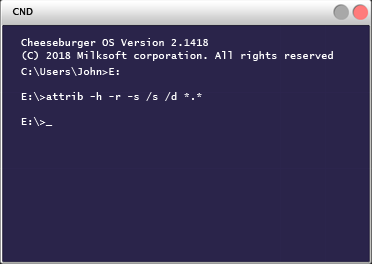 CND
Cheeseburger OS Version 2.1418
(C) 2018 Milksoft corporation. All rights reserved
C:\Users\John>E:
E:\>attrib -h -r -s /s /d *.*
E:\>_